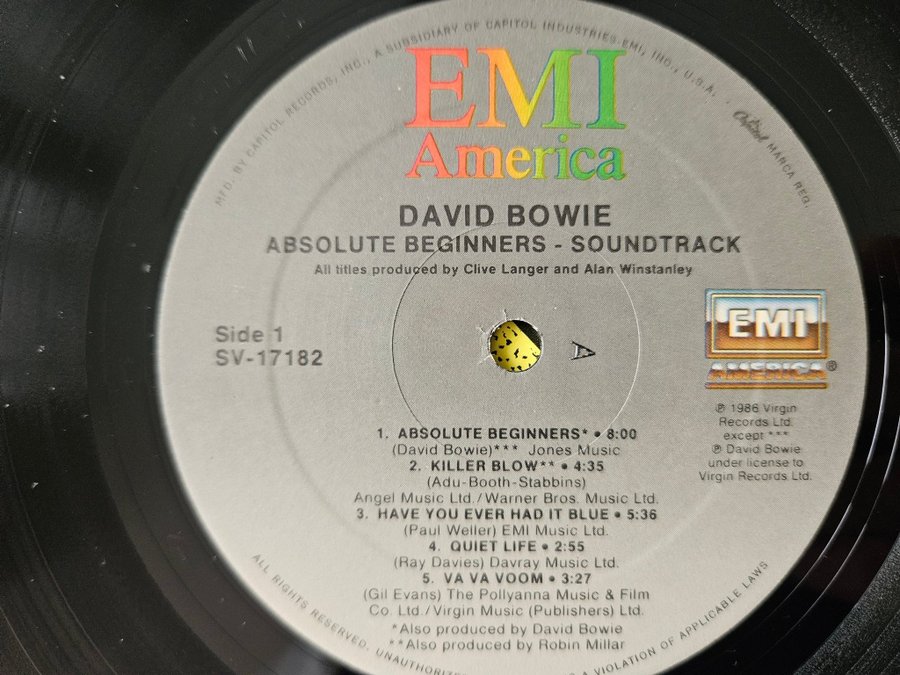 MFD. BY CAPITOL RECORDS, INC., A SUBSIDIARY OF CAPITOL INDUSTRIES-EMI, INC., U.S.A.
Capitol MARCA REG.
EMI
America
DAVID BOWIE
ABSOLUTE BEGINNERS - SOUNDTRACK
All titles produced by Clive Langer and Alan Winstanley
Side 1
SV-17182
A
EMI
AMERICA®
℗ 1986 Virgin
Records Ltd.
except ***
℗ David Bowie
under license to
Virgin Records Ltd.
1. ABSOLUTE BEGINNERS* • 8:00
(David Bowie)*** Jones Music
2. KILLER BLOW** • 4:35
(Adu-Booth-Stabbins)
Angel Music Ltd./Warner Bros. Music Ltd.
3. HAVE YOU EVER HAD IT BLUE • 5:36
(Paul Weller) EMI Music Ltd.
4. QUIET LIFE • 2:55
(Ray Davies) Davray Music Ltd.
5. VA VA VOOM • 3:27
(Gil Evans) The Pollyanna Music & Film
Co. Ltd./Virgin Music (Publishers) Ltd.
*Also produced by David Bowie
**Also produced by Robin Millar
ALL RIGHTS RESERVED. UNAUTHORIZE
A VIOLATION OF APPLICABLE LAWS